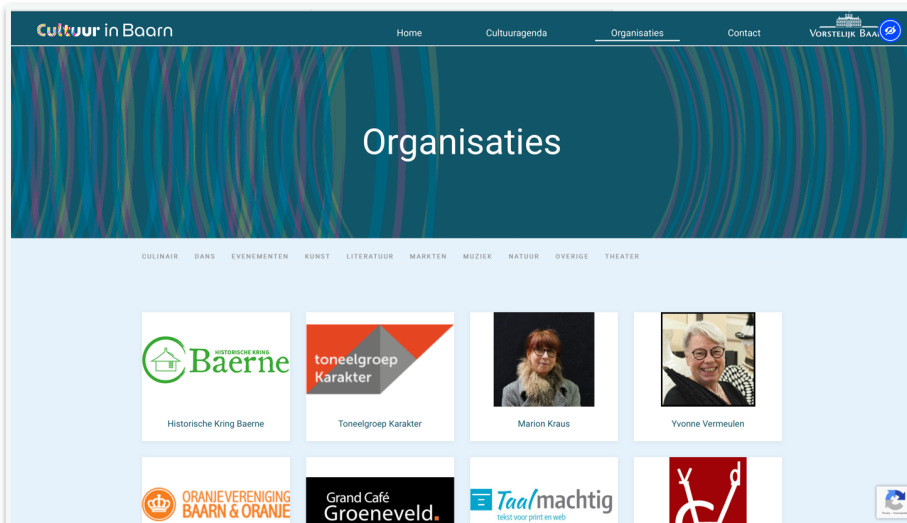 Cultuur in Baarn
Home
Cultuuragenda
Organisaties
Contact
VORSTELIJK
Organisaties
CULINAIR DANS EVENEMENTEN KUNST LITERATUUR MARKTEN MUZIEK NATUUR OVERIGE THEATER
HISTORISCHE KRING
Baerne
toneelgroep
Karakter
Historische Kring Baerne
Toneelgroep Karakter
Marion Kraus
Yvonne Vermeulen
ORANJEVERENIGING
BAARN & ORANJE
Grand Café
Groeneveld.
Taalmachtig
tekst voor print en web
v d